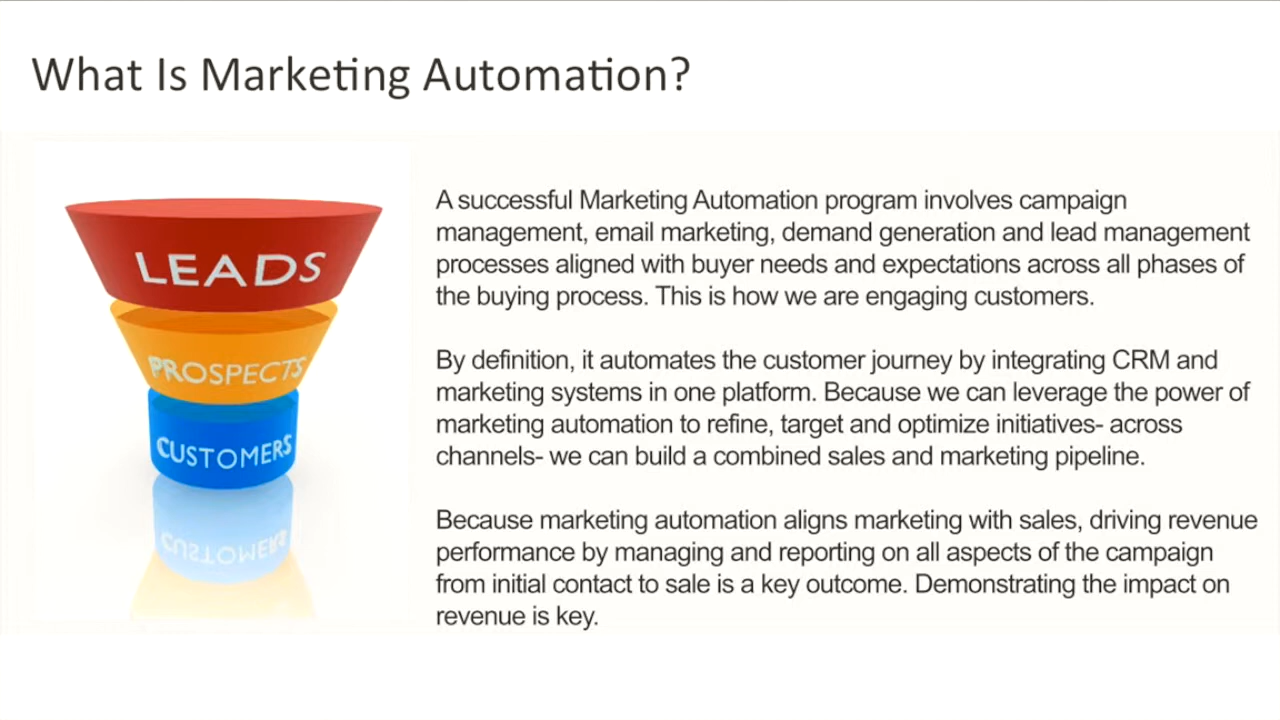 What Is Marketing Automation?
LEADS
PROSPECTS
CUSTOMERS
CUSTOMERS
A successful Marketing Automation program involves campaign
management, email marketing, demand generation and lead management
processes aligned with buyer needs and expectations across all phases of
the buying process. This is how we are engaging customers.
By definition, it automates the customer journey by integrating CRM and
marketing systems in one platform. Because we can leverage the power of
marketing automation to refine, target and optimize initiatives- across
channels- we can build a combined sales and marketing pipeline.
Because marketing automation aligns marketing with sales, driving revenue
performance by managing and reporting on all aspects of the campaign
from initial contact to sale is a key outcome. Demonstrating the impact on
revenue is key.